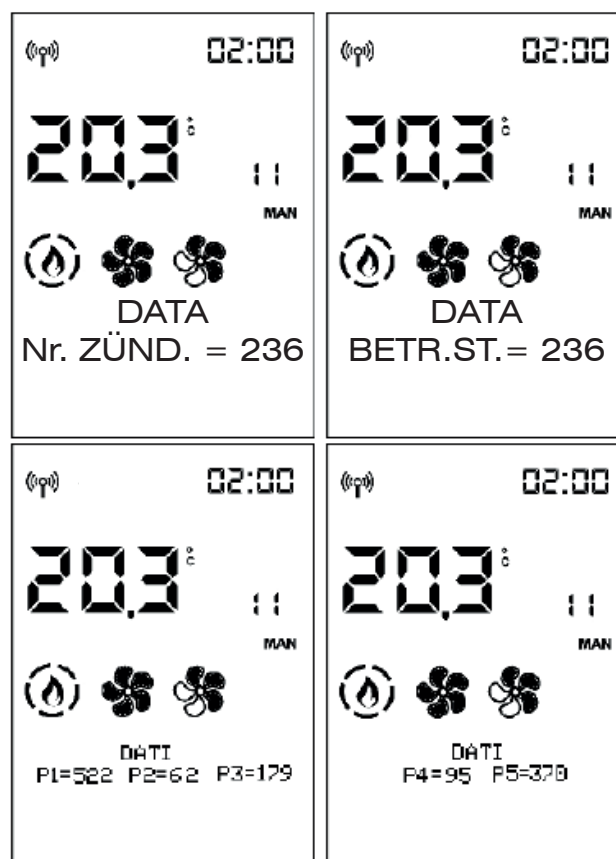 02:00
20,3 °C
11
MAN
DATA
Nr. ZÜND. = 236
02:00
20,3 °C
11
MAN
DATA
BETR.ST.= 236
02:00
20,3 °C
11
MAN
DATI
P1=522 P2=62 P3=179
02:00
20,3 °C
11
MAN
DATI
P4=95 P5=370